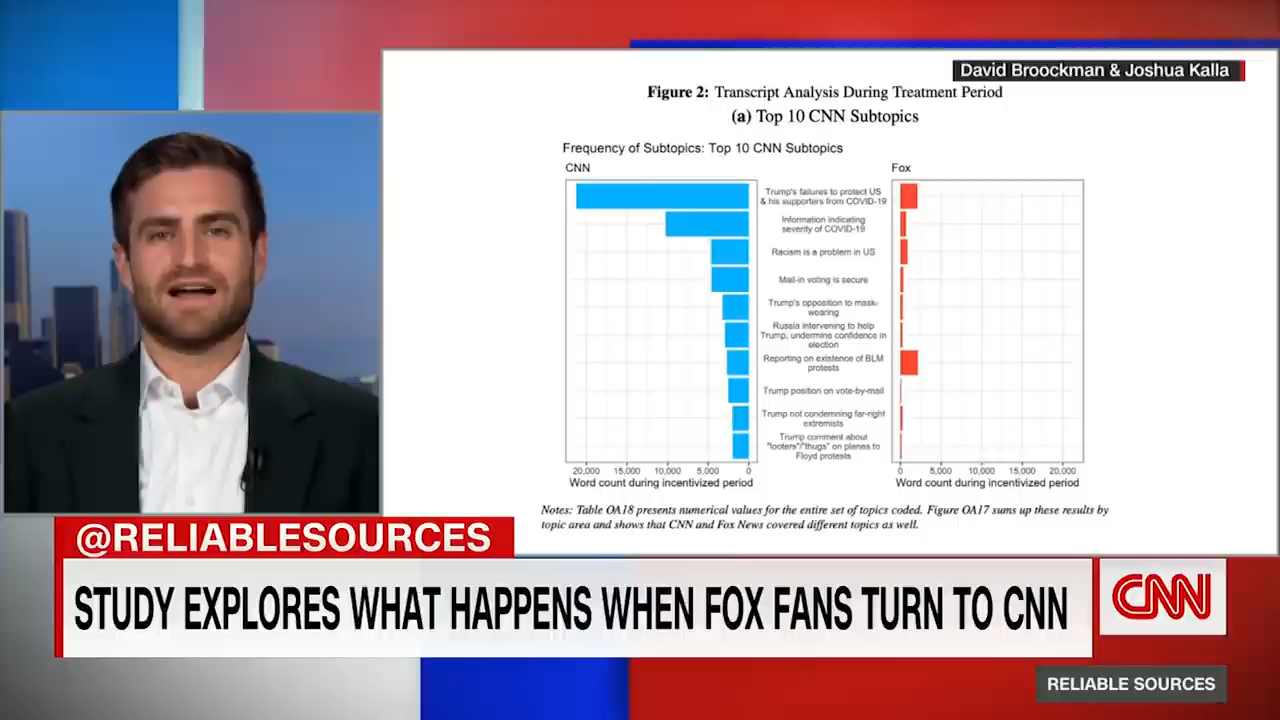 David Broockman & Joshua Kalla
Figure 2: Transcript Analysis During Treatment Period
(a) Top 10 CNN Subtopics
Frequency of Subtopics: Top 10 CNN Subtopics
CNN
Fox
Trump's failures to protect US
& his supporters from COVID-19
Information indicating
severity of COVID-19
Racism is a problem in US
Mail-in voting is secure
Trump's opposition to mask-
wearing
Russia intervening to help
Trump, undermine confidence in
election
Reporting on existence of BLM
protests
Trump position on vote-by-mail
Trump not condemning far-right
extremists
Trump comment about
"looters"/"thugs" on planes to
Floyd protests
20,000 15,000 10,000 5,000 0
0 5,000 10,000 15,000 20,000
Word count during incentivized period
Word count during incentivized period
Notes: Table OA18 presents numerical values for the entire set of topics coded. Figure OA17 sums up these results by
topic area and shows that CNN and Fox News covered different topics as well.
@RELIABLESOURCES
STUDY EXPLORES WHAT HAPPENS WHEN FOX FANS TURN TO CNN
CNN
RELIABLE SOURCES